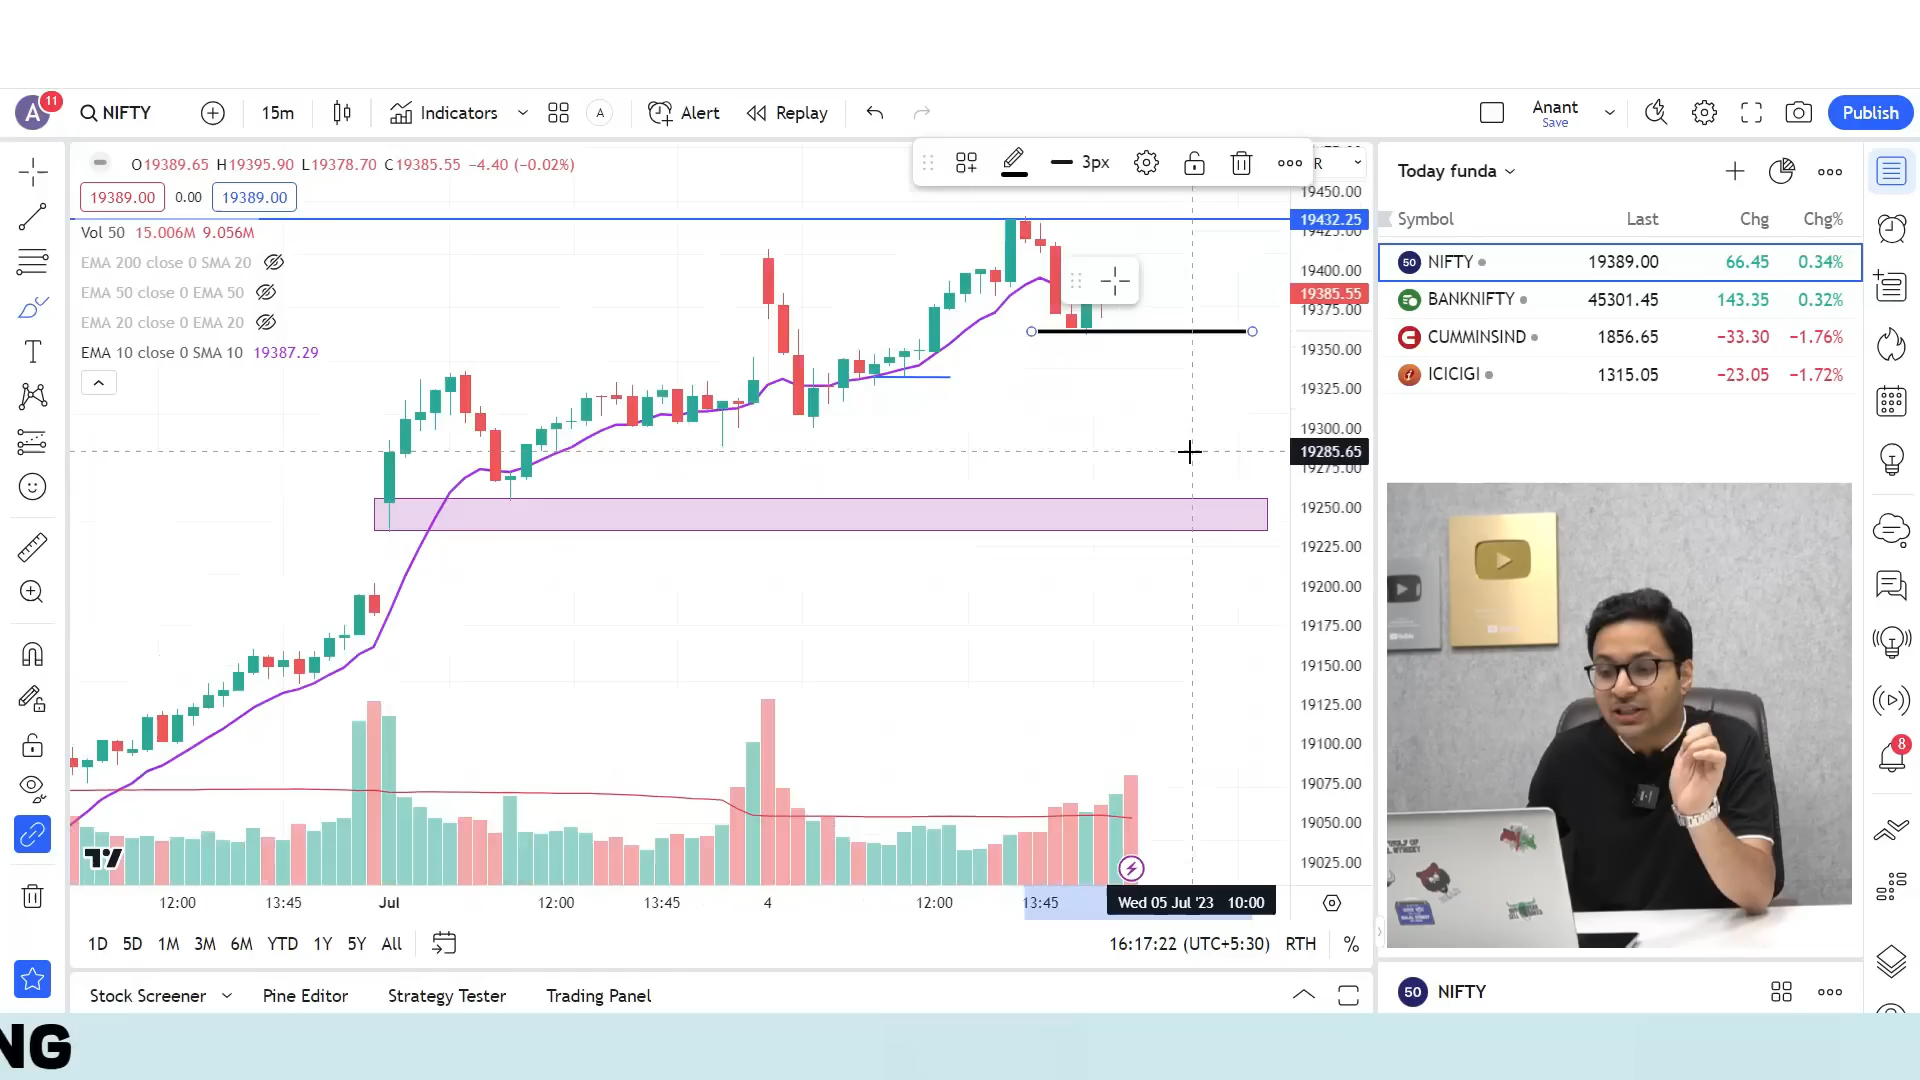 A 11 NIFTY 15m Indicators A Alert Replay Anant Save Publish
O19389.65 H19395.90 L19378.70 C19385.55 −4.40 (−0.02%)
3px
R
19389.00 0.00 19389.00
Vol 50 15.006M 9.056M
EMA 200 close 0 SMA 20
EMA 50 close 0 EMA 50
EMA 20 close 0 EMA 20
EMA 10 close 0 SMA 10 19387.29
19450.00
19432.25
19425.00
19400.00
19385.55
19375.00
19350.00
19325.00
19300.00
19285.65
19275.00
19250.00
19225.00
19200.00
19175.00
19150.00
19125.00
19100.00
19075.00
19050.00
19025.00
12:00 13:45 Jul 12:00 13:45 4 12:00 13:45 Wed 05 Jul '23 10:00
1D 5D 1M 3M 6M YTD 1Y 5Y All 16:17:22 (UTC+5:30) RTH %
Stock Screener Pine Editor Strategy Tester Trading Panel
Today funda
Symbol Last Chg Chg%
50 NIFTY 19389.00 66.45 0.34%
BANKNIFTY 45301.45 143.35 0.32%
CUMMINSIND 1856.65 −33.30 −1.76%
ICICIGI 1315.05 −23.05 −1.72%
8
50 NIFTY
NG